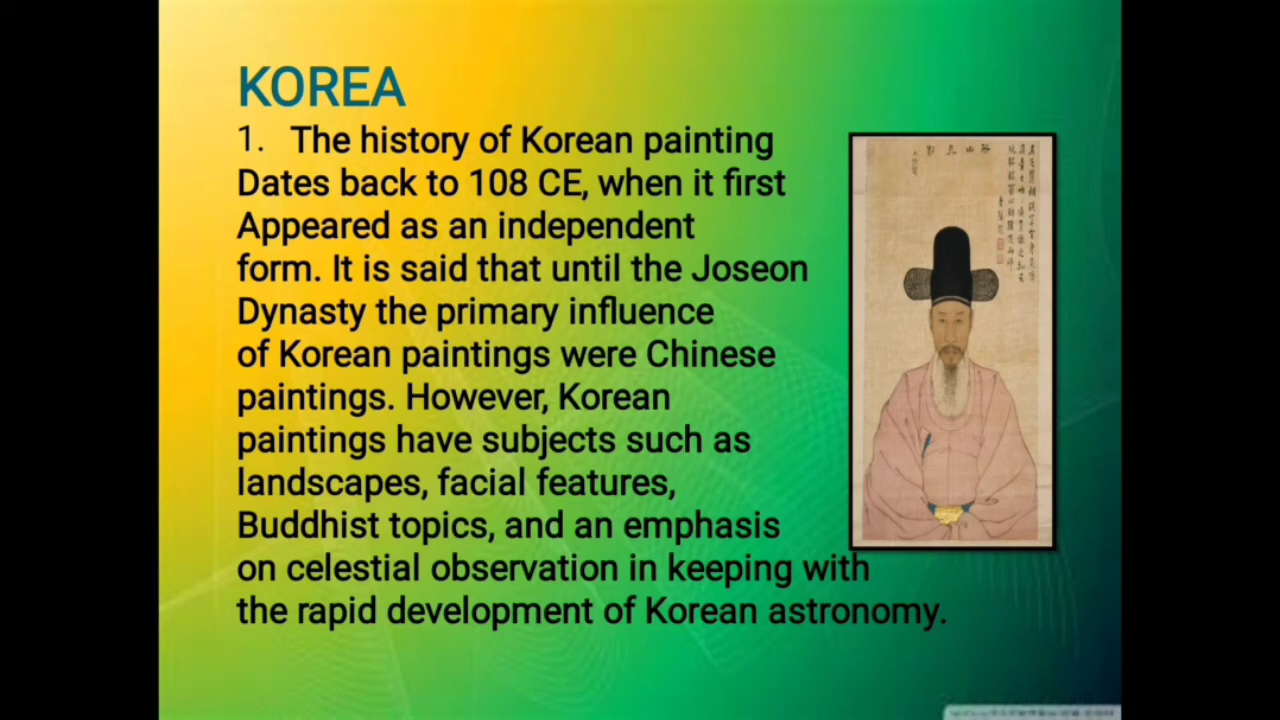 KOREA
1. The history of Korean painting
Dates back to 108 CE, when it first
Appeared as an independent
form. It is said that until the Joseon
Dynasty the primary influence
of Korean paintings were Chinese
paintings. However, Korean
paintings have subjects such as
landscapes, facial features,
Buddhist topics, and an emphasis
on celestial observation in keeping with
the rapid development of Korean astronomy.